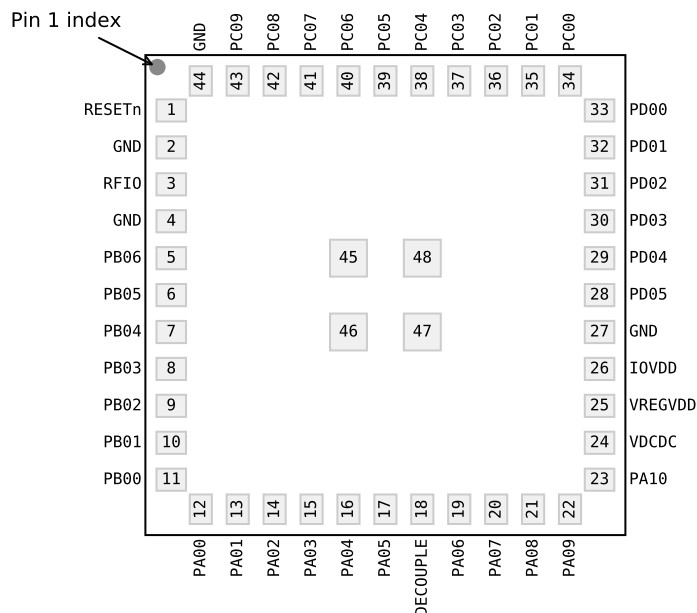 Pin 1 index
GND PC09 PC08 PC07 PC06 PC05 PC04 PC03 PC02 PC01 PC00
44 43 42 41 40 39 38 37 36 35 34
RESETn 1 33 PD00
GND 2 32 PD01
RFIO 3 31 PD02
GND 4 30 PD03
PB06 5 45 48 29 PD04
PB05 6 28 PD05
PB04 7 46 47 27 GND
PB03 8 26 IOVDD
PB02 9 25 VREGVDD
PB01 10 24 VDCDC
PB00 11 23 PA10
12 13 14 15 16 17 18 19 20 21 22
PA00 PA01 PA02 PA03 PA04 PA05 DECOUPLE PA06 PA07 PA08 PA09